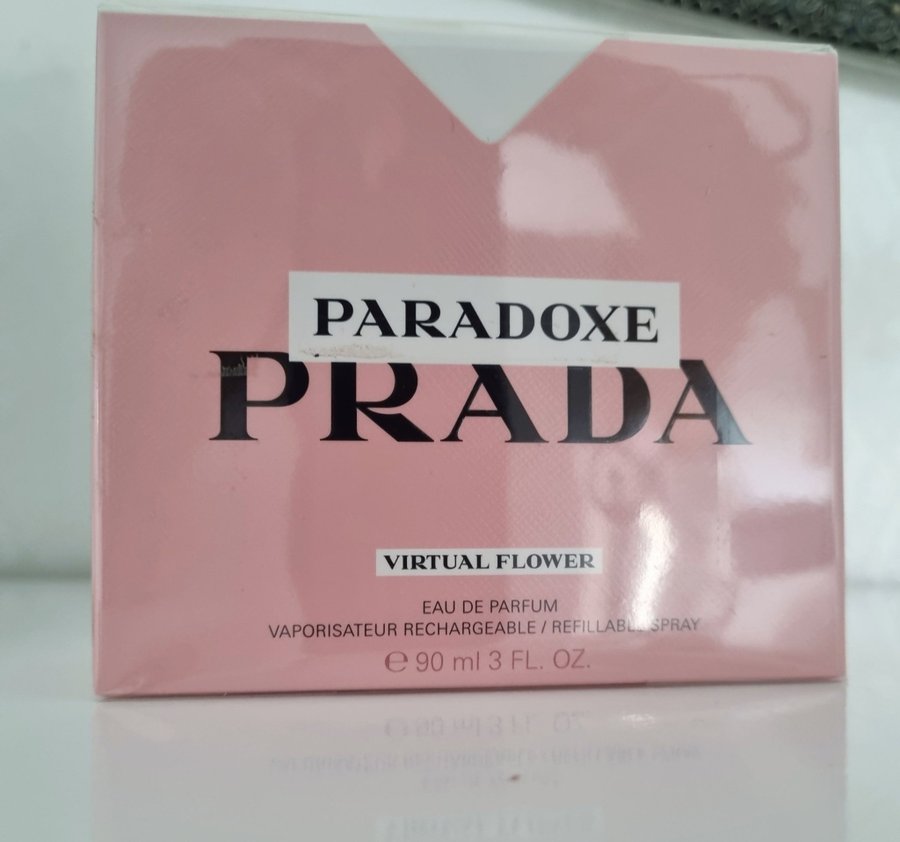 PARADOXE
PRADA
VIRTUAL FLOWER
EAU DE PARFUM
VAPORISATEUR RECHARGEABLE / REFILLABLE SPRAY
℮ 90 ml 3 FL. OZ.